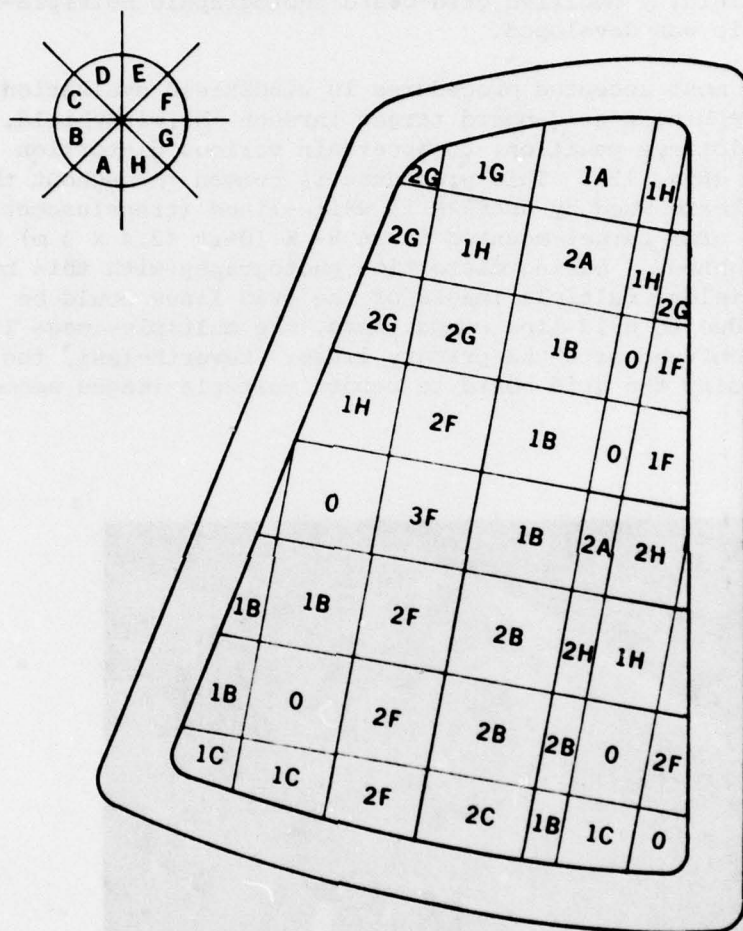 D E
C F
B G
A H
2G 1G 1A 1H
2G 1H 2A 1H 2G
2G 2G 1B 0 1F
1H 2F 1B 0 1F
0 3F 1B 2A 2H
1B 1B 2F 2B 2H 1H
1B 0 2F 2B 2B 0 2F
1C 1C 2F 2C 1B 1C 0